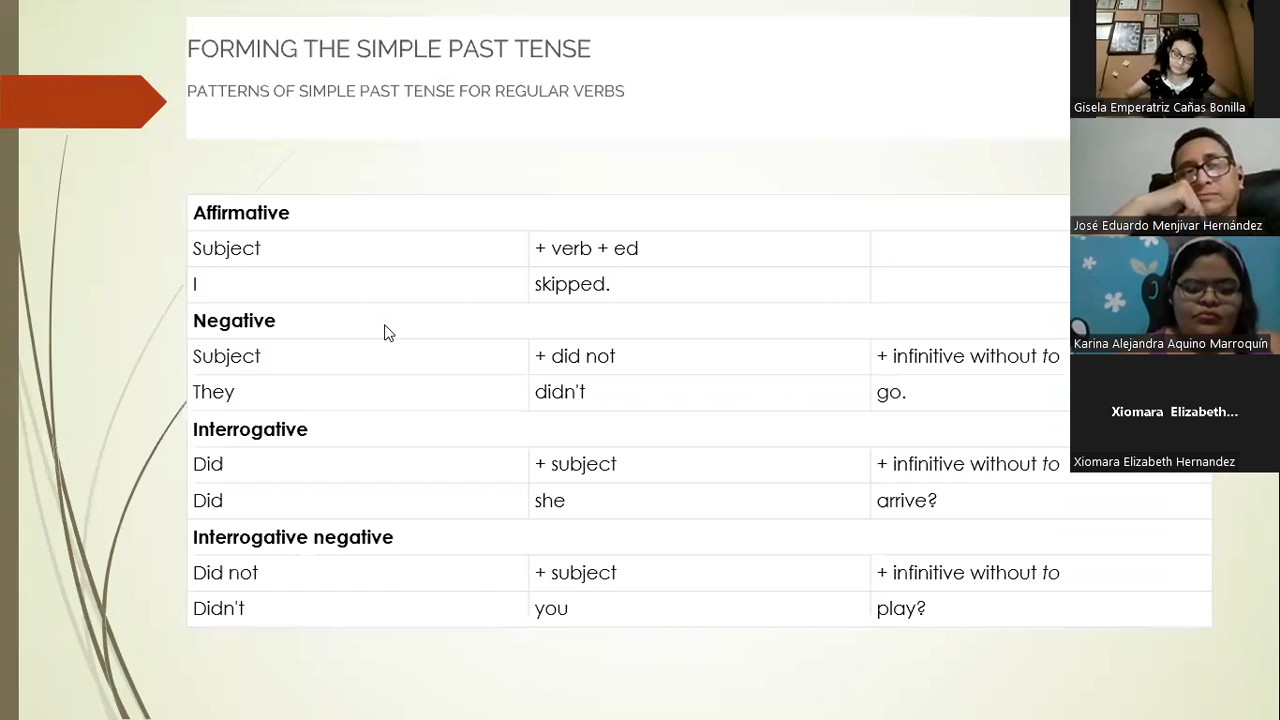 FORMING THE SIMPLE PAST TENSE
PATTERNS OF SIMPLE PAST TENSE FOR REGULAR VERBS
Affirmative
Subject + verb + ed
I skipped.
Negative
Subject + did not + infinitive without to
They didn't go.
Interrogative
Did + subject + infinitive without to
Did she arrive?
Interrogative negative
Did not + subject + infinitive without to
Didn't you play?
Gisela Emperatriz Cañas Bonilla
José Eduardo Menjivar Hernández
Karina Alejandra Aquino Marroquín
Xiomara Elizabeth...
Xiomara Elizabeth Hernandez